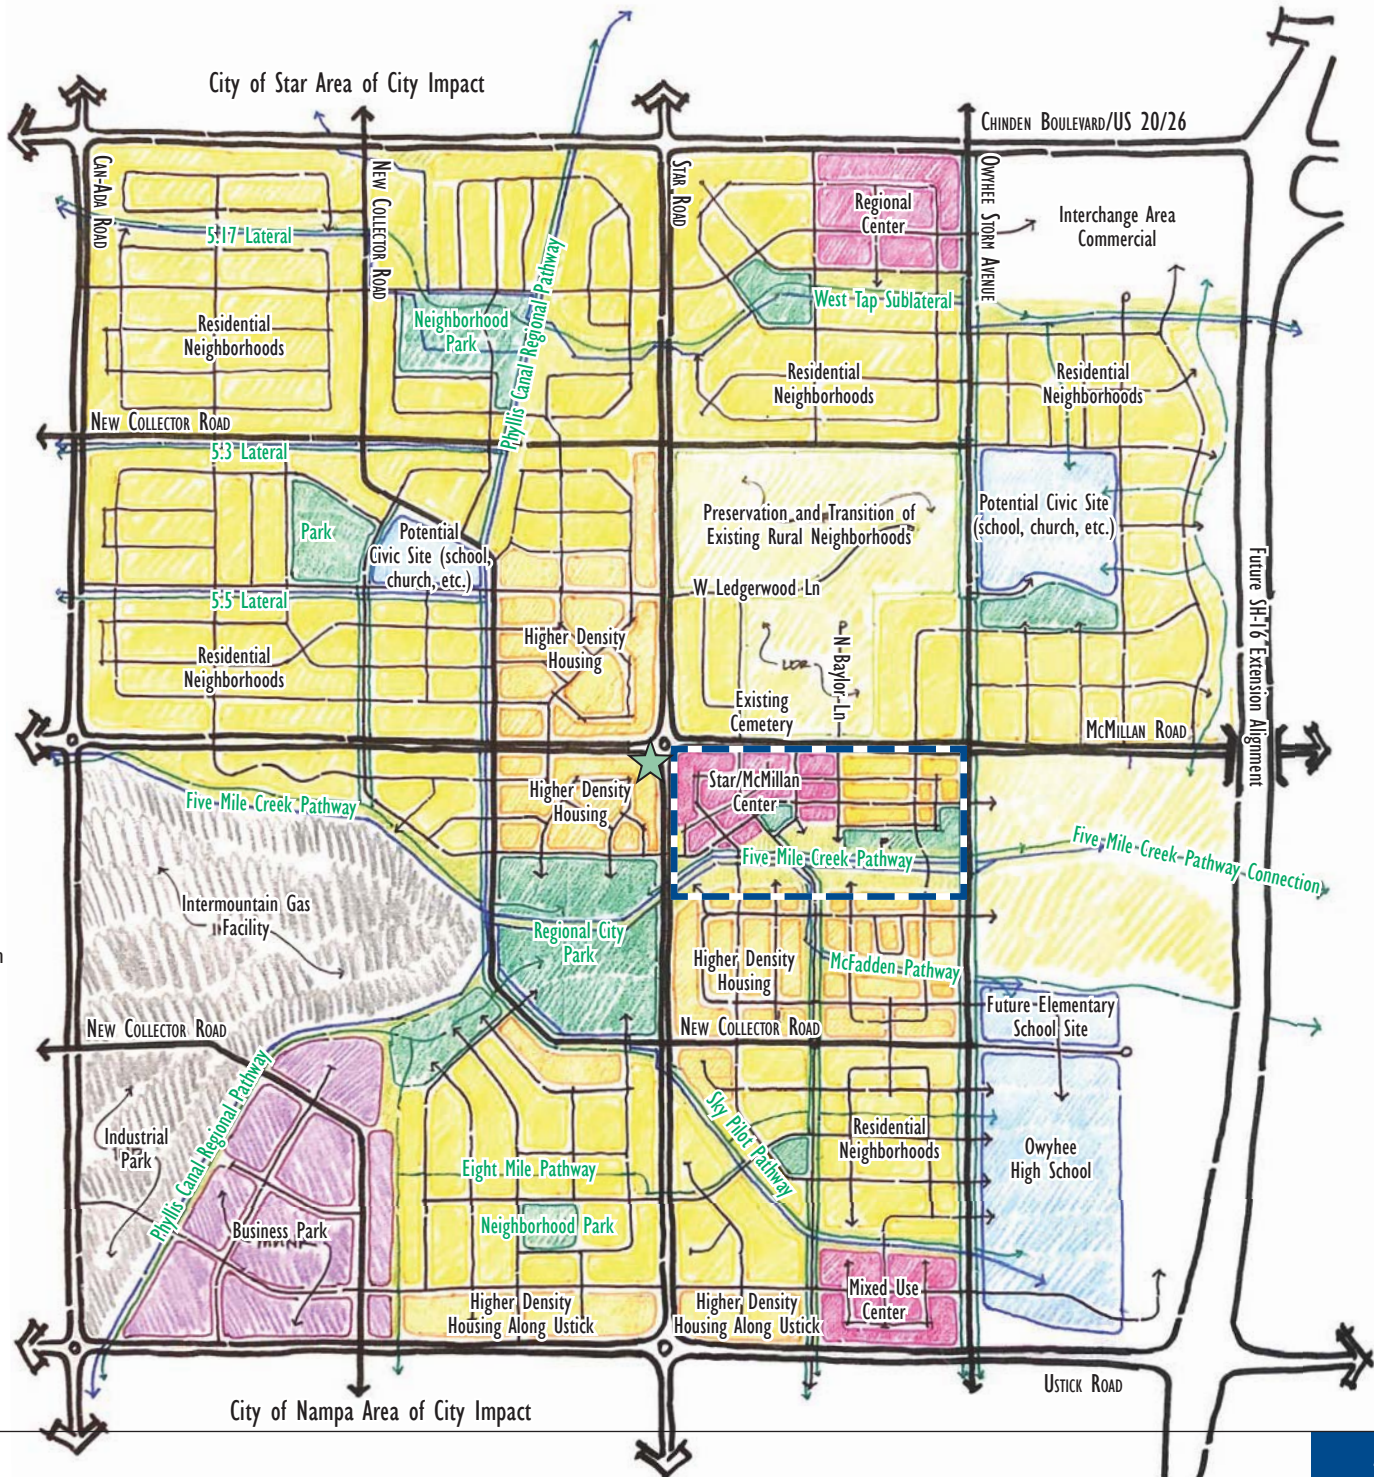 City of Star Area of City Impact
Chinden Boulevard/US 20/26
Can-Ada Road
New Collector Road
Star Road
Owyhee Storm Avenue
Regional
Center
Interchange Area
Commercial
5.17 Lateral
Phyllis Canal Regional Pathway
West Tap Sublateral
Neighborhood
Park
Residential
Neighborhoods
Residential
Neighborhoods
Residential
Neighborhoods
New Collector Road
5.3 Lateral
Park
Potential
Civic Site (school,
church, etc.)
Preservation and Transition of
Existing Rural Neighborhoods
Potential Civic Site
(school, church, etc.)
W Ledgerwood Ln
5.5 Lateral
Future SH-16 Extension Alignment
Higher Density
Housing
Residential
Neighborhoods
LDR
N Baylor Ln
Existing
Cemetery
McMillan Road
Star/McMillan
Center
Higher Density
Housing
Five Mile Creek Pathway
Five Mile Creek Pathway
Five Mile Creek Pathway Connection
P
P
P
Intermountain Gas
Facility
Regional City
Park
Higher Density
Housing
McFadden Pathway
n
Future Elementary
School Site
New Collector Road
New Collector Road
Phyllis Canal Regional Pathway
Industrial
Park
Sky Pilot Pathway
Residential
Neighborhoods
Owyhee
High School
Eight Mile Pathway
Neighborhood Park
Business Park
Mixed Use
Center
Higher Density
Housing Along Ustick
Higher Density
Housing Along Ustick
Ustick Road
City of Nampa Area of City Impact